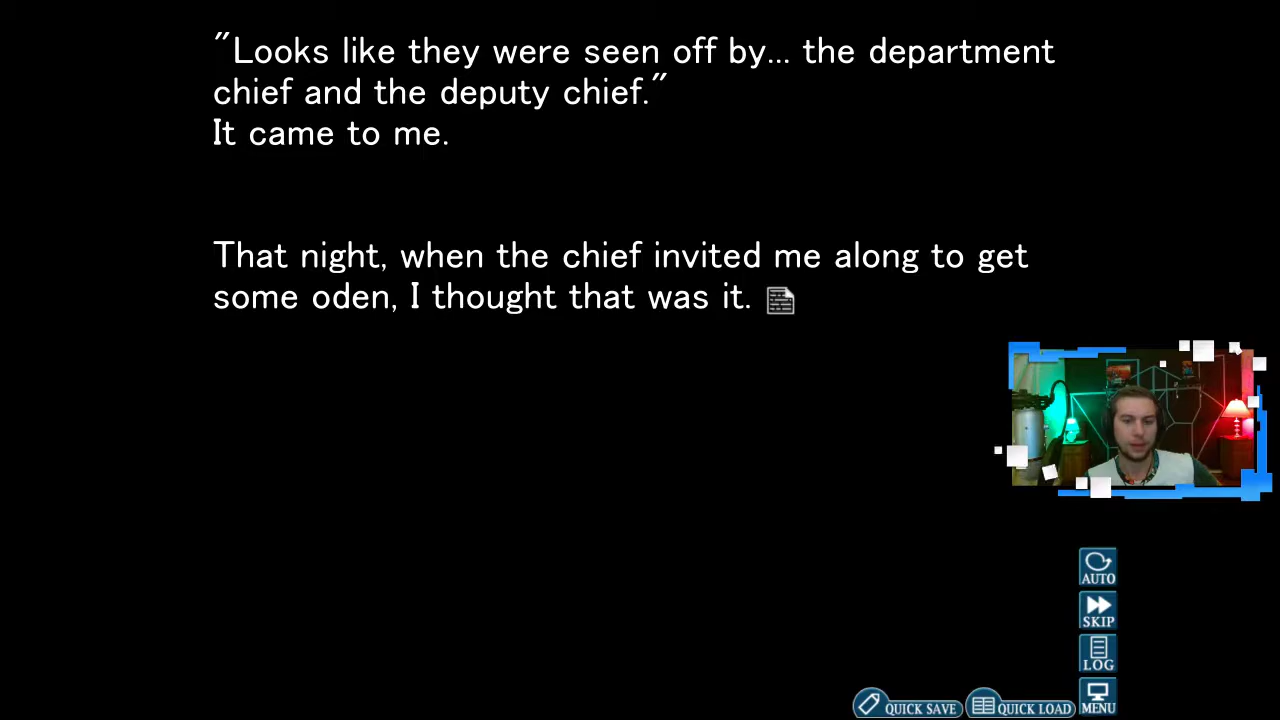 "Looks like they were seen off by... the department
chief and the deputy chief."
It came to me.
That night, when the chief invited me along to get
some oden, I thought that was it.
AUTO
SKIP
LOG
QUICK SAVE
QUICK LOAD
MENU